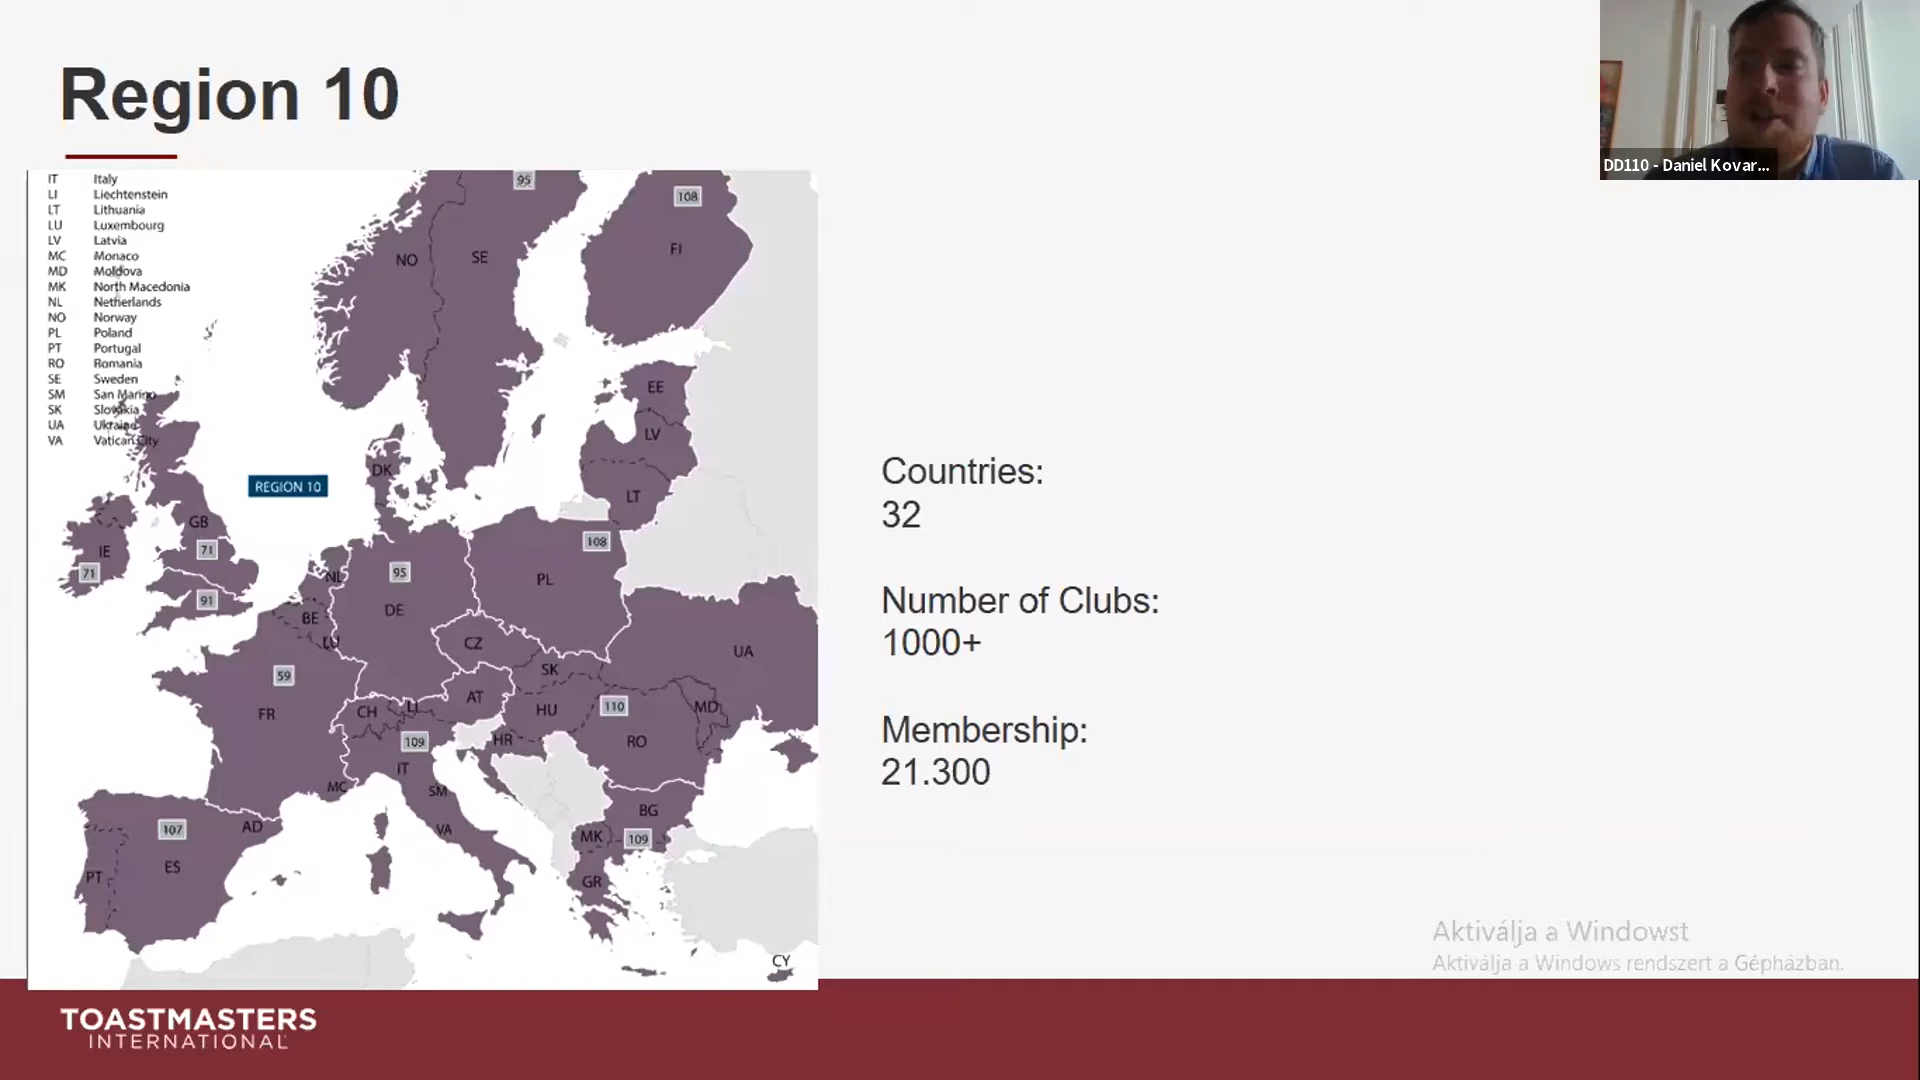 Region 10
DD110 - Daniel Kovar...
IT Italy
LI Liechtenstein
LT Lithuania
LU Luxembourg
LV Latvia
MC Monaco
MD Moldova
MK North Macedonia
NL Netherlands
NO Norway
PL Poland
PT Portugal
RO Romania
SE Sweden
SM San Marino
SK Slovakia
UA Ukraine
VA Vatican City
95
108
NO
SE
FI
EE
LV
DK
LT
REGION 10
GB
IE
71
71
91
108
NL
95
PL
DE
BE
LU
CZ
SK
UA
59
AT
FR
CH
LI
HU
110
MD
109
HR
RO
IT
MC
SM
BG
107
AD
VA
MK
109
ES
PT
GR
CY
Countries:
32
Number of Clubs:
1000+
Membership:
21.300
Aktiválja a Windowst
Aktiválja a Windows rendszert a Gépházban.
TOASTMASTERS
INTERNATIONAL